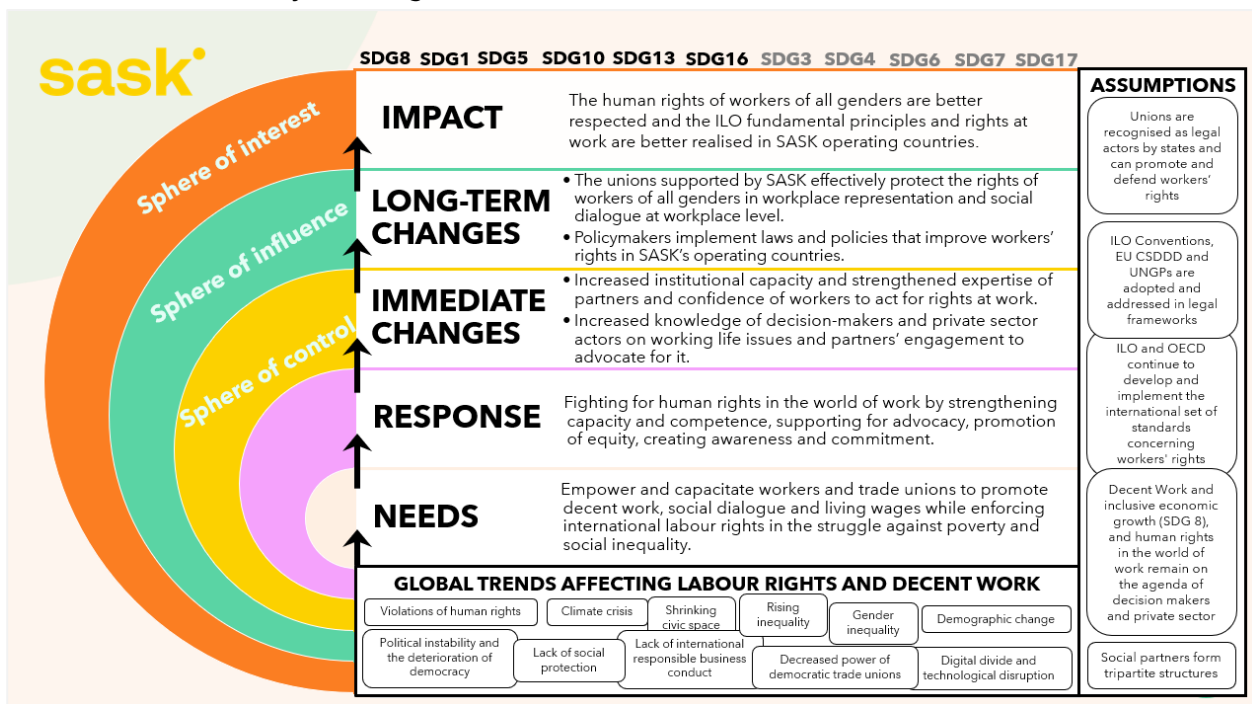 sask
SDG8 SDG1 SDG5 SDG10 SDG13 SDG16 SDG3 SDG4 SDG6 SDG7 SDG17
Sphere of interest
Sphere of influence
Sphere of control
IMPACT
The human rights of workers of all genders are better
respected and the ILO fundamental principles and rights at
work are better realised in SASK operating countries.
LONG-TERM
CHANGES
• The unions supported by SASK effectively protect the rights of
workers of all genders in workplace representation and social
dialogue at workplace level.
• Policymakers implement laws and policies that improve workers'
rights in SASK's operating countries.
IMMEDIATE
CHANGES
• Increased institutional capacity and strengthened expertise of
partners and confidence of workers to act for rights at work.
• Increased knowledge of decision-makers and private sector
actors on working life issues and partners' engagement to
advocate for it.
RESPONSE
Fighting for human rights in the world of work by strengthening
capacity and competence, supporting for advocacy, promotion
of equity, creating awareness and commitment.
NEEDS
Empower and capacitate workers and trade unions to promote
decent work, social dialogue and living wages while enforcing
international labour rights in the struggle against poverty and
social inequality.
GLOBAL TRENDS AFFECTING LABOUR RIGHTS AND DECENT WORK
Violations of human rights
Climate crisis
Shrinking
civic space
Rising
inequality
Gender
inequality
Demographic change
Political instability and
the deterioration of
democracy
Lack of social
protection
Lack of international
responsible business
conduct
Decreased power of
democratic trade unions
Digital divide and
technological disruption
ASSUMPTIONS
Unions are
recognised as legal
actors by states and
can promote and
defend workers'
rights
ILO Conventions,
EU CSDDD and
UNGPs are
adopted and
addressed in legal
frameworks
ILO and OECD
continue to
develop and
implement the
international set of
standards
concerning
workers' rights
Decent Work and
inclusive economic
growth (SDG 8),
and human rights
in the world of
work remain on
the agenda of
decision makers
and private sector
Social partners form
tripartite structures